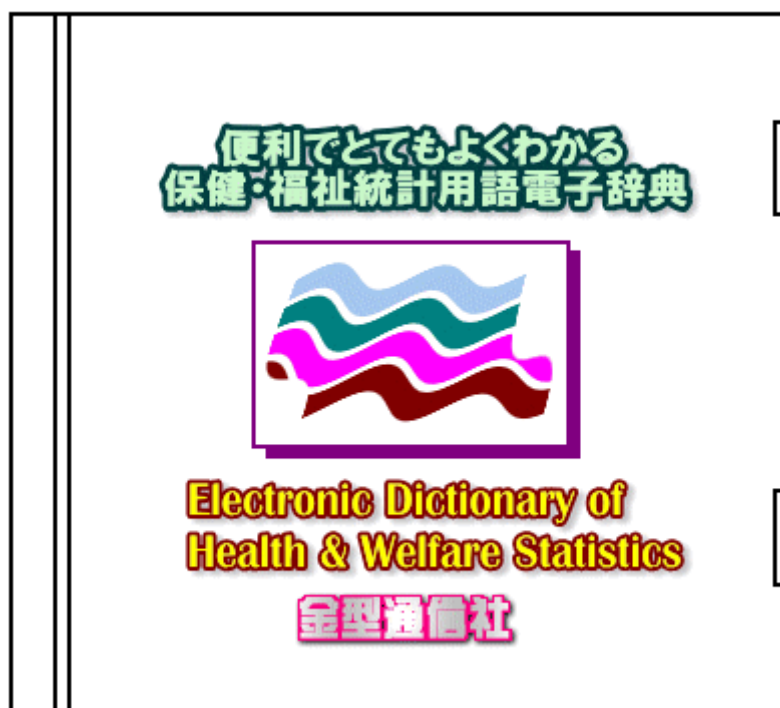 便利でとてもよくわかる
保健・福祉統計用語電子辞典
Electronic Dictionary of
Health & Welfare Statistics
金型通信社